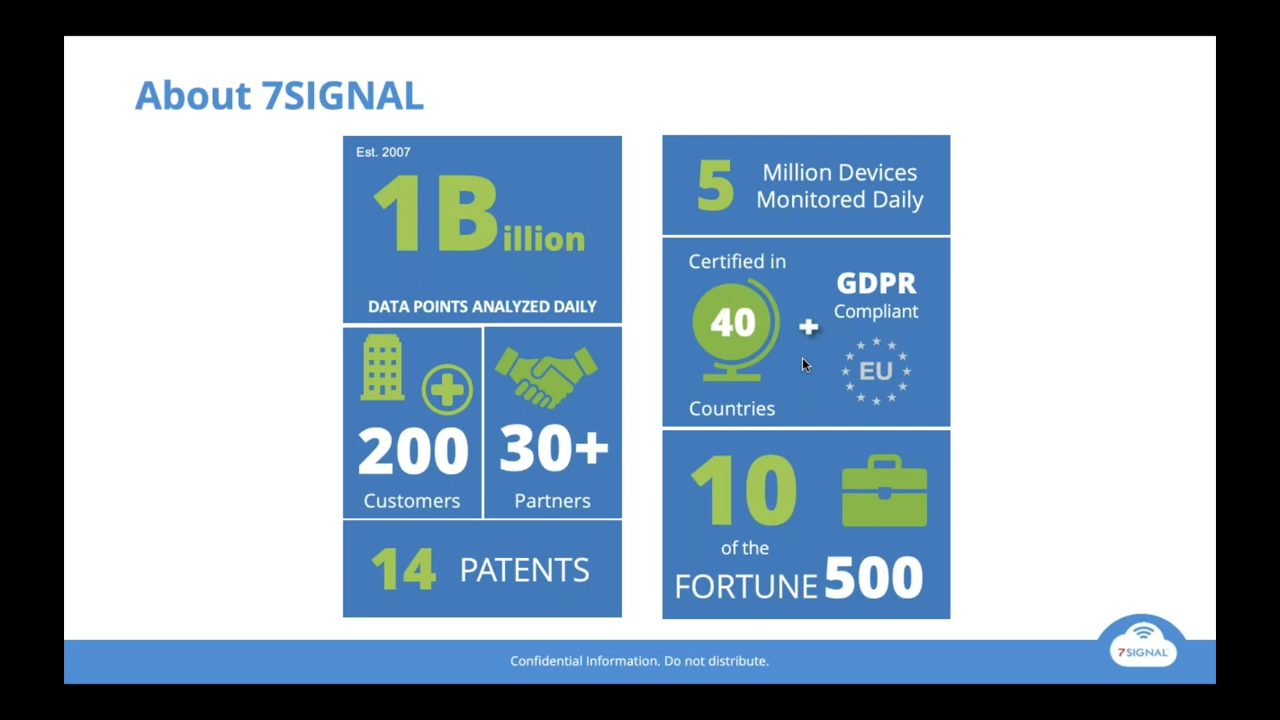 About 7SIGNAL
Est. 2007
1Billion
DATA POINTS ANALYZED DAILY
200
Customers
30+
Partners
14 PATENTS
5 Million Devices
Monitored Daily
Certified in
40
Countries
GDPR
Compliant
EU
10
of the
FORTUNE 500
Confidential Information. Do not distribute.
7SIGNAL